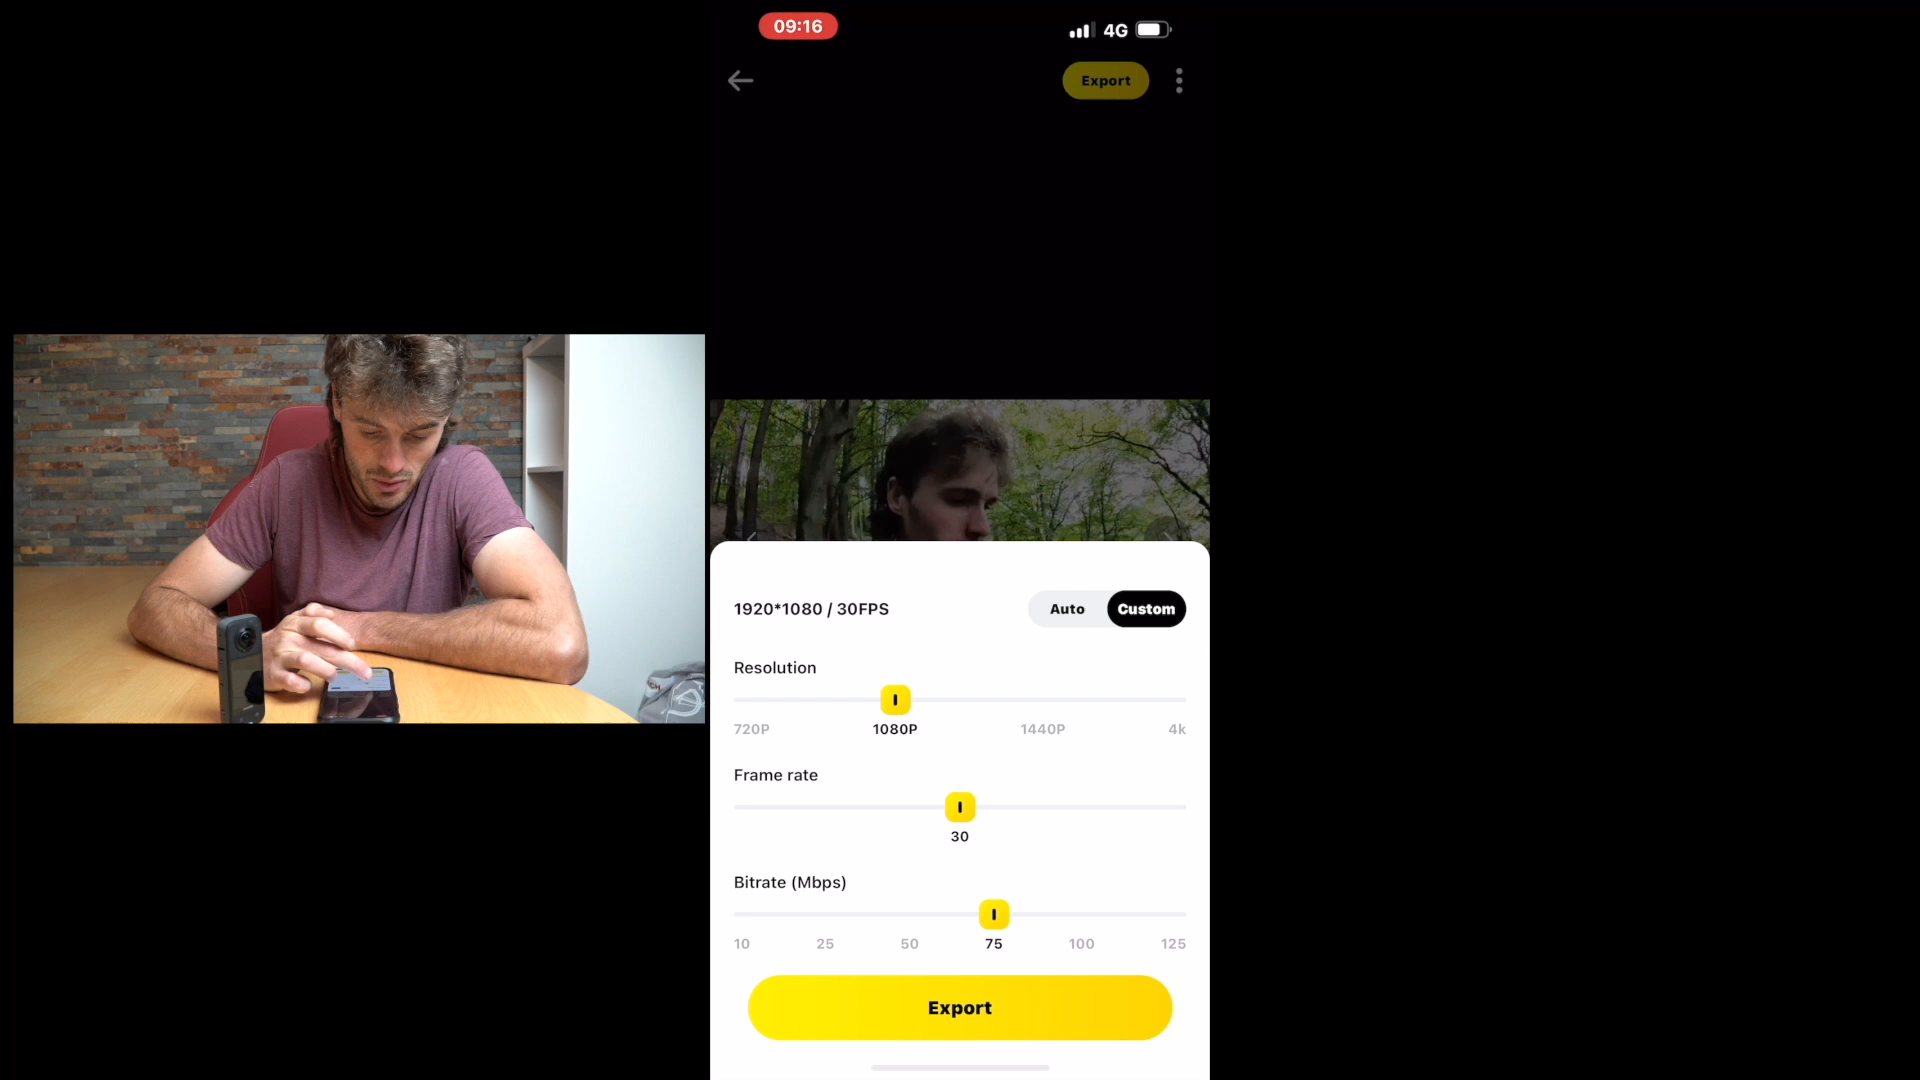 09:16
4G
Export
1920*1080 / 30FPS
Auto
Custom
Resolution
720P
1080P
1440P
4k
Frame rate
30
Bitrate (Mbps)
10
25
50
75
100
125
Export